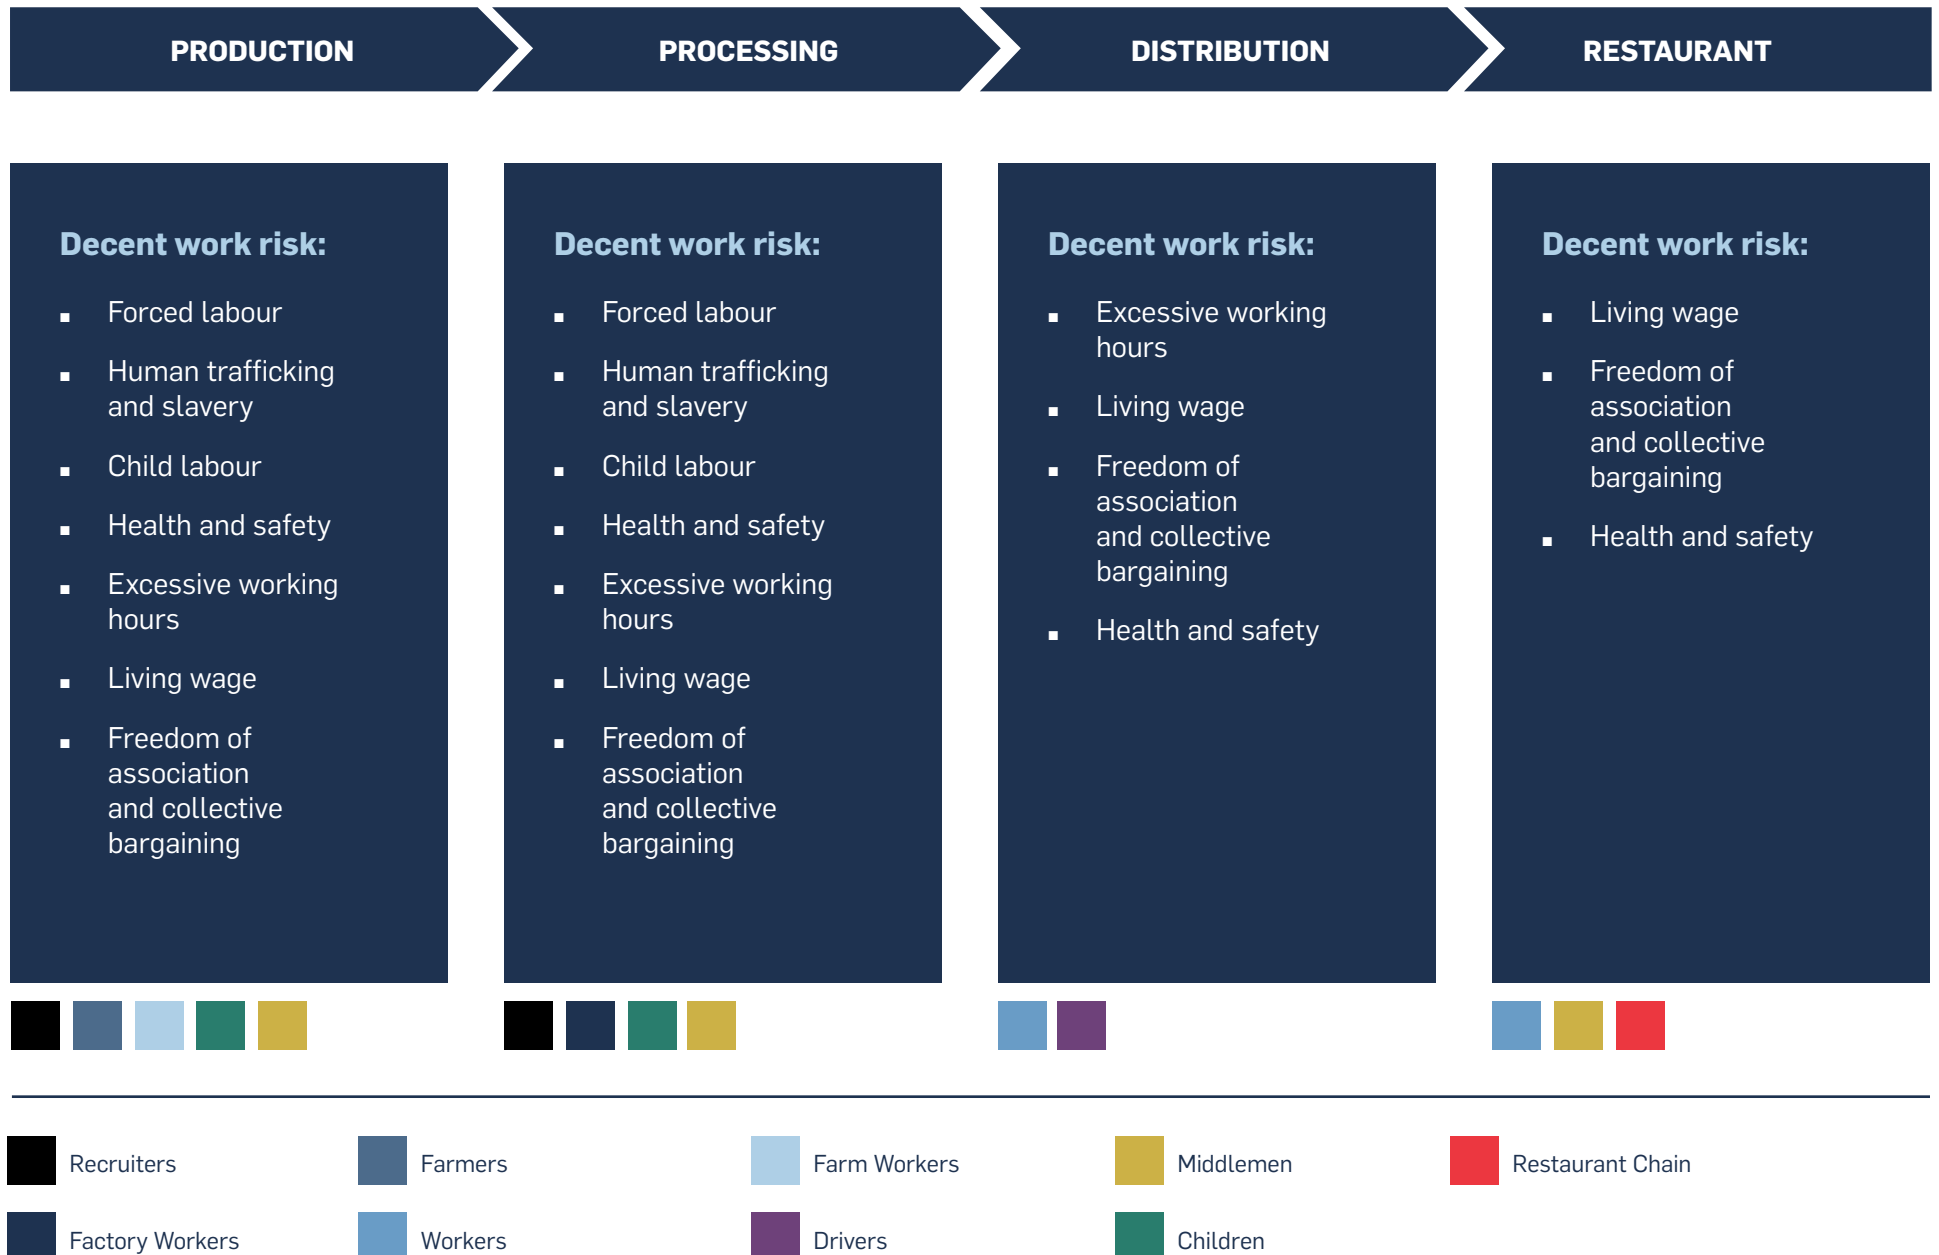 PRODUCTION
PROCESSING
DISTRIBUTION
RESTAURANT
Decent work risk:
Forced labour
Human trafficking
and slavery
Child labour
Health and safety
Excessive working
hours
Living wage
Freedom of
association
and collective
bargaining
Decent work risk:
Forced labour
Human trafficking
and slavery
Child labour
Health and safety
Excessive working
hours
Living wage
Freedom of
association
and collective
bargaining
Decent work risk:
Excessive working
hours
Living wage
Freedom of
association
and collective
bargaining
Health and safety
Decent work risk:
Living wage
Freedom of
association
and collective
bargaining
Health and safety
Recruiters
Farmers
Farm Workers
Middlemen
Restaurant Chain
Factory Workers
Workers
Drivers
Children